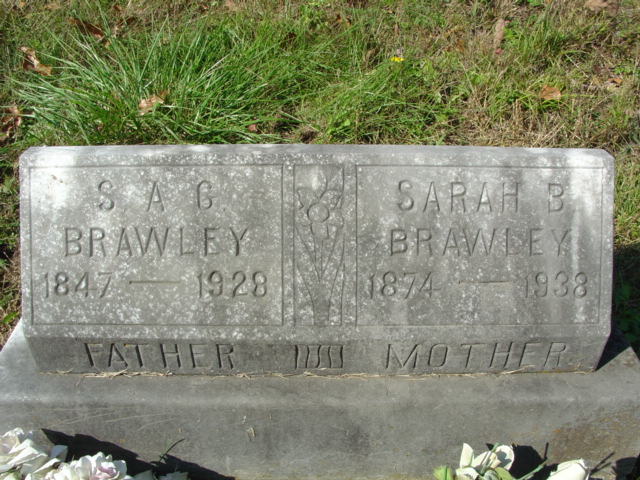 S A G
BRAWLEY
1847 — 1928
FATHER
SARAH B
BRAWLEY
1874 — 1938
MOTHER